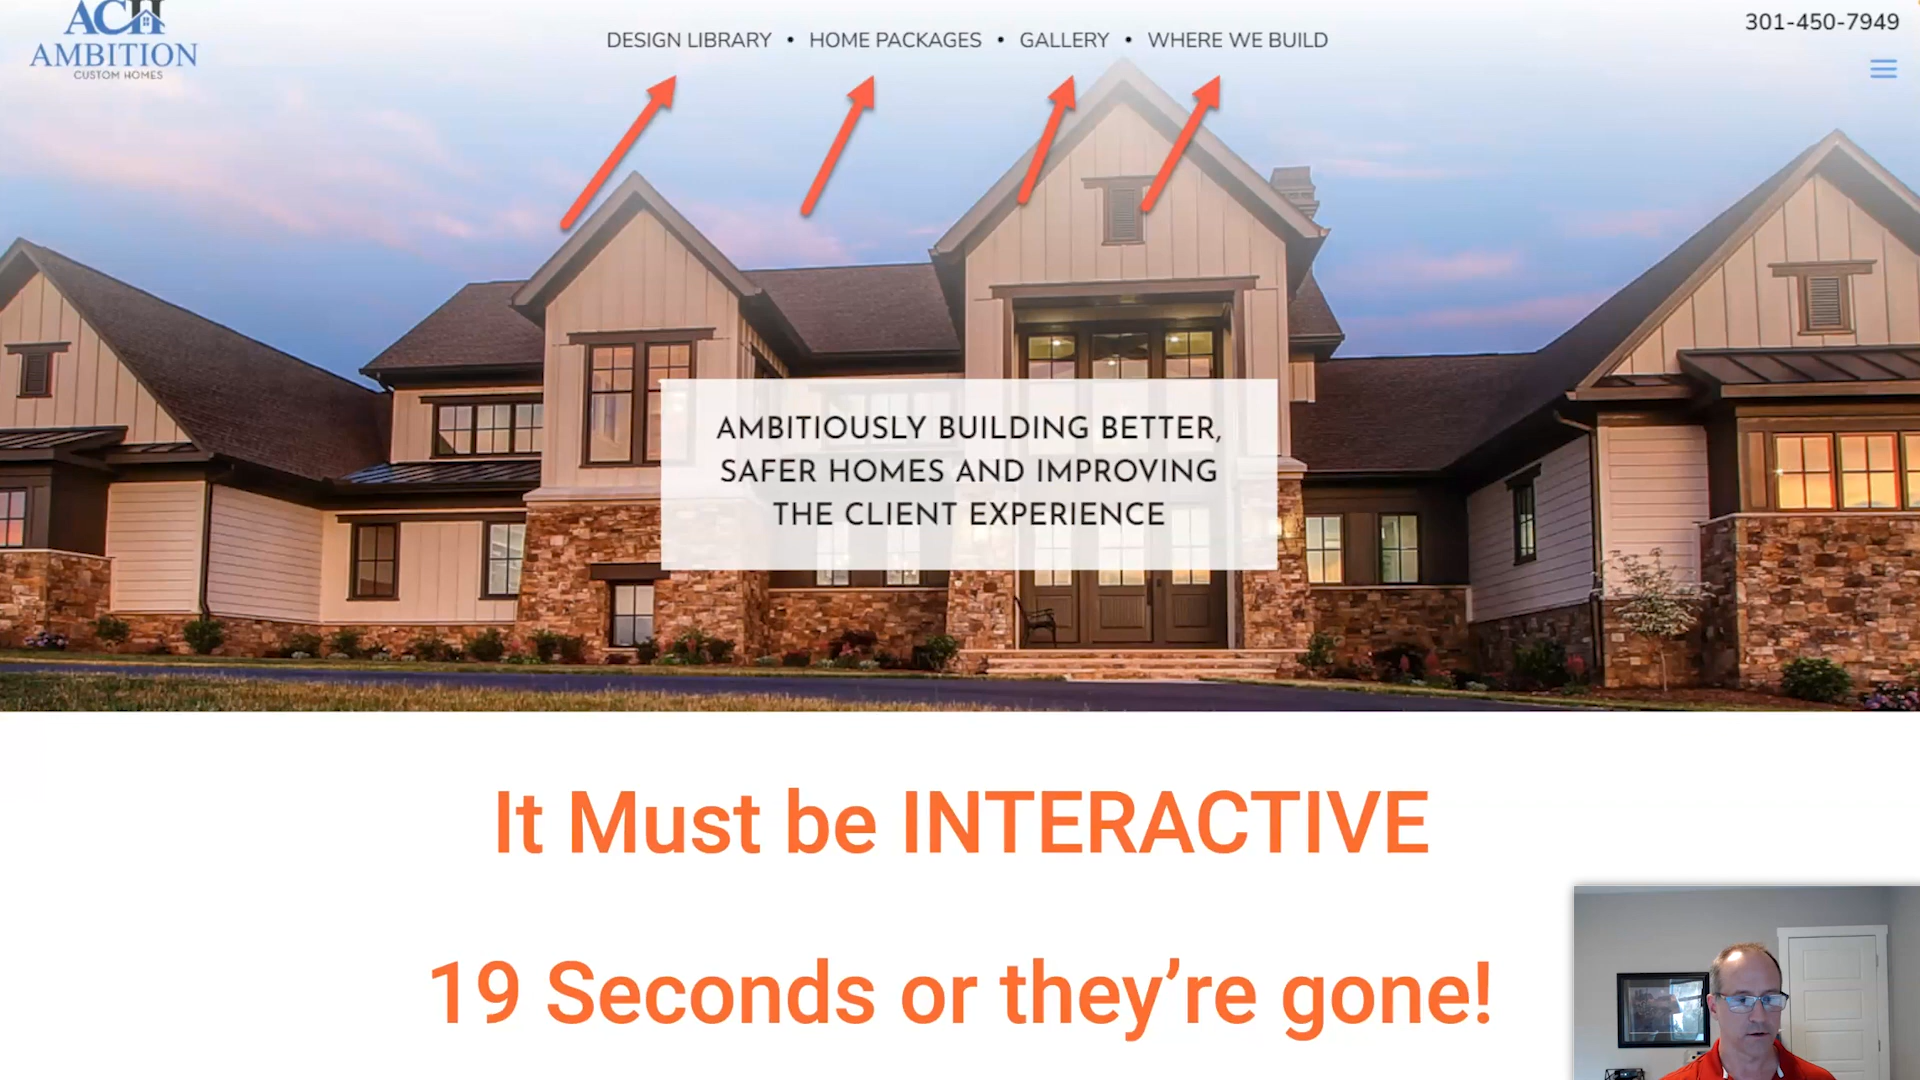 ACH
AMBITION
CUSTOM HOMES
DESIGN LIBRARY • HOME PACKAGES • GALLERY • WHERE WE BUILD
301-450-7949
AMBITIOUSLY BUILDING BETTER,
SAFER HOMES AND IMPROVING
THE CLIENT EXPERIENCE
It Must be INTERACTIVE
19 Seconds or they’re gone!